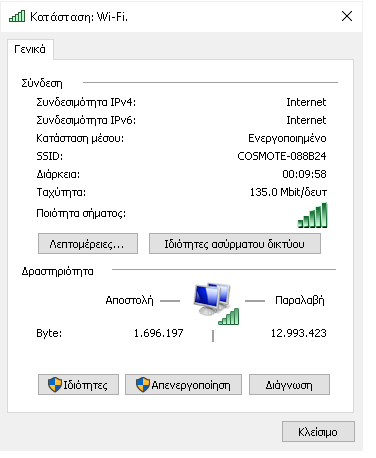 Κατάσταση: Wi-Fi.
Γενικά
Σύνδεση
Συνδεσιμότητα IPv4: Internet
Συνδεσιμότητα IPv6: Internet
Κατάσταση μέσου: Ενεργοποιημένο
SSID: COSMOTE-088B24
Διάρκεια: 00:09:58
Ταχύτητα: 135.0 Mbit/δευτ
Ποιότητα σήματος:
Λεπτομέρειες... Ιδιότητες ασύρματου δικτύου
Δραστηριότητα
Αποστολή Παραλαβή
Byte: 1.696.197 12.993.423
Ιδιότητες Απενεργοποίηση Διάγνωση
Κλείσιμο